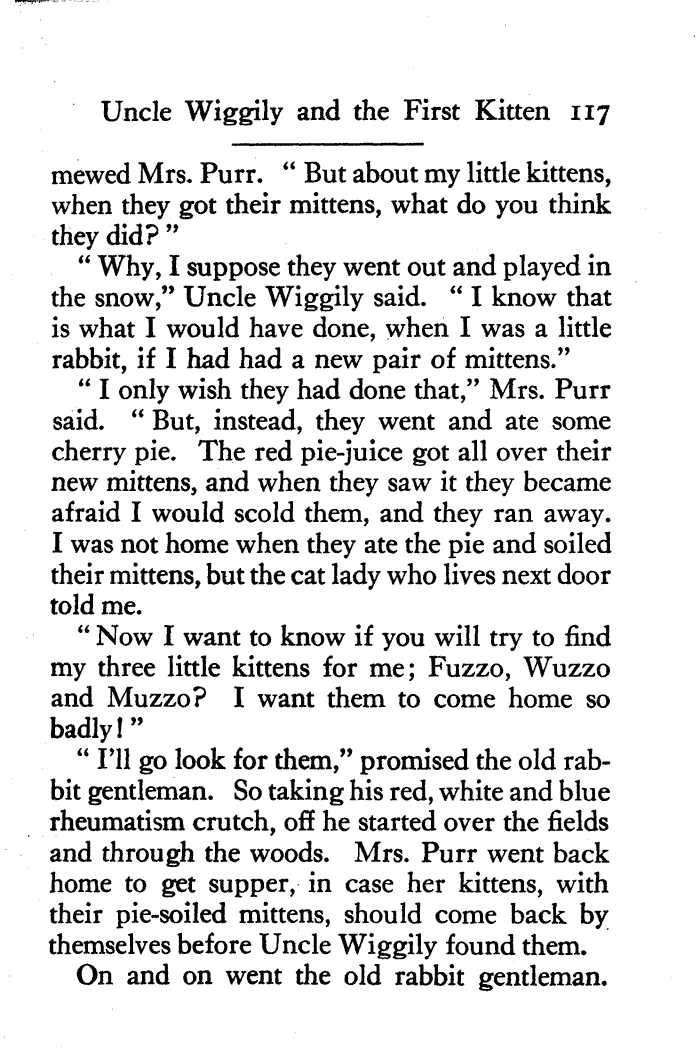 Uncle Wiggily and the First Kitten 117
mewed Mrs. Purr. “ But about my little kittens,
when they got their mittens, what do you think
they did? ”
“ Why, I suppose they went out and played in
the snow,” Uncle Wiggily said. “ I know that
is what I would have done, when I was a little
rabbit, if I had had a new pair of mittens.”
“ I only wish they had done that,” Mrs. Purr
said. “ But, instead, they went and ate some
cherry pie. The red pie-juice got all over their
new mittens, and when they saw it they became
afraid I would scold them, and they ran away.
I was not home when they ate the pie and soiled
their mittens, but the cat lady who lives next door
told me.
“ Now I want to know if you will try to find
my three little kittens for me; Fuzzo, Wuzzo
and Muzzo? I want them to come home so
badly! ”
“ I’ll go look for them,” promised the old rab-
bit gentleman. So taking his red, white and blue
rheumatism crutch, off he started over the fields
and through the woods. Mrs. Purr went back
home to get supper, in case her kittens, with
their pie-soiled mittens, should come back by
themselves before Uncle Wiggily found them.
On and on went the old rabbit gentleman.